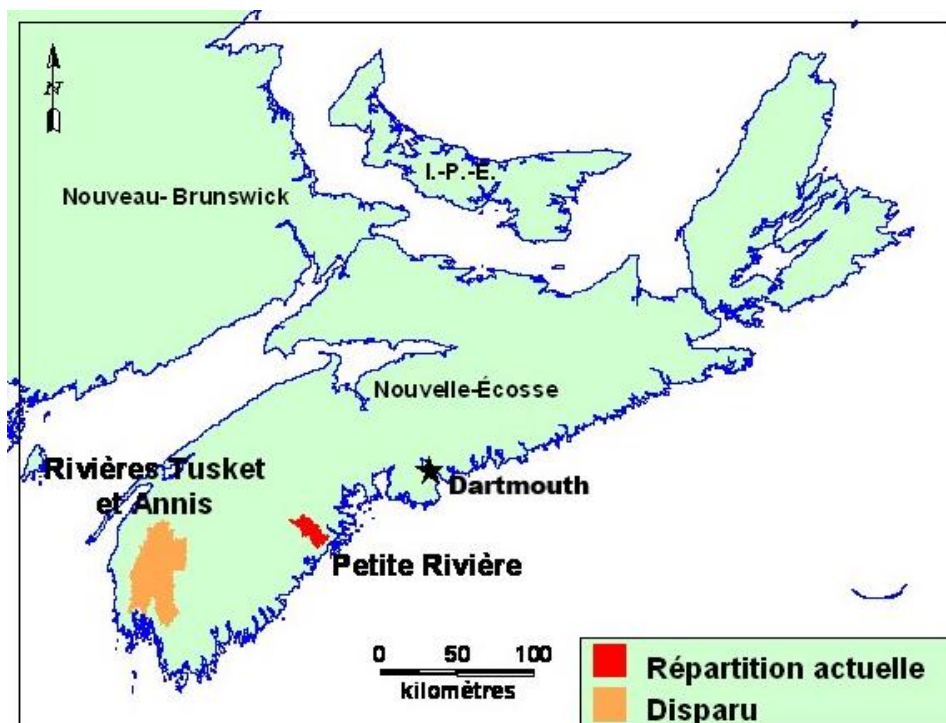 N
Nouveau- Brunswick
I.-P.-E.
Nouvelle-Écosse
Rivières Tusket
et Annis
Dartmouth
Petite Rivière
0 50 100
kilomètres
Répartition actuelle
Disparu